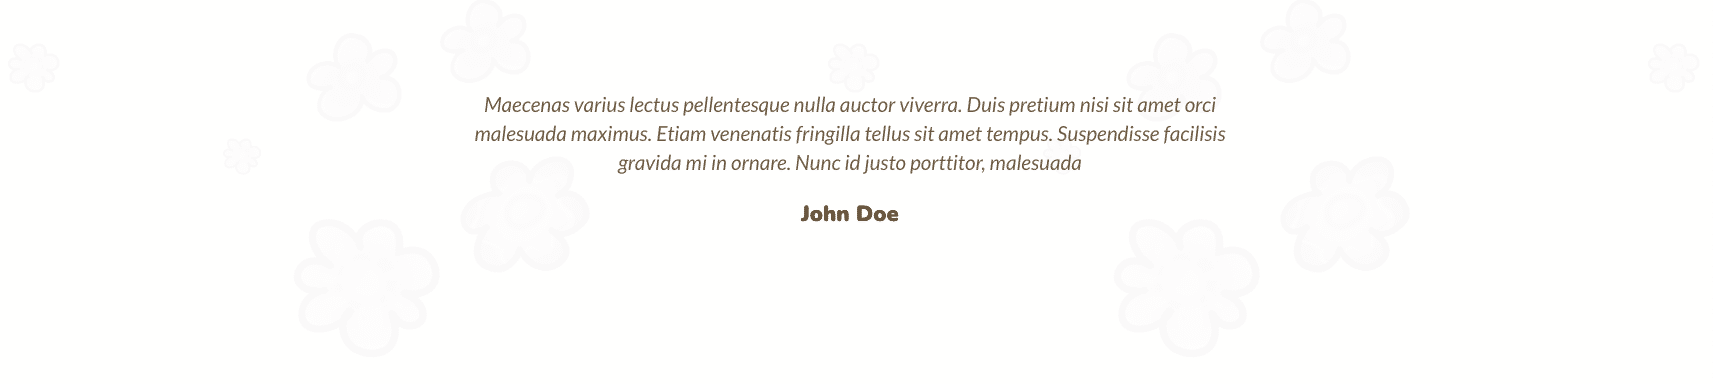 Maecenas varius lectus pellentesque nulla auctor viverra. Duis pretium nisi sit amet orci
malesuada maximus. Etiam venenatis fringilla tellus sit amet tempus. Suspendisse facilisis
gravida mi in ornare. Nunc id justo porttitor, malesuada
John Doe